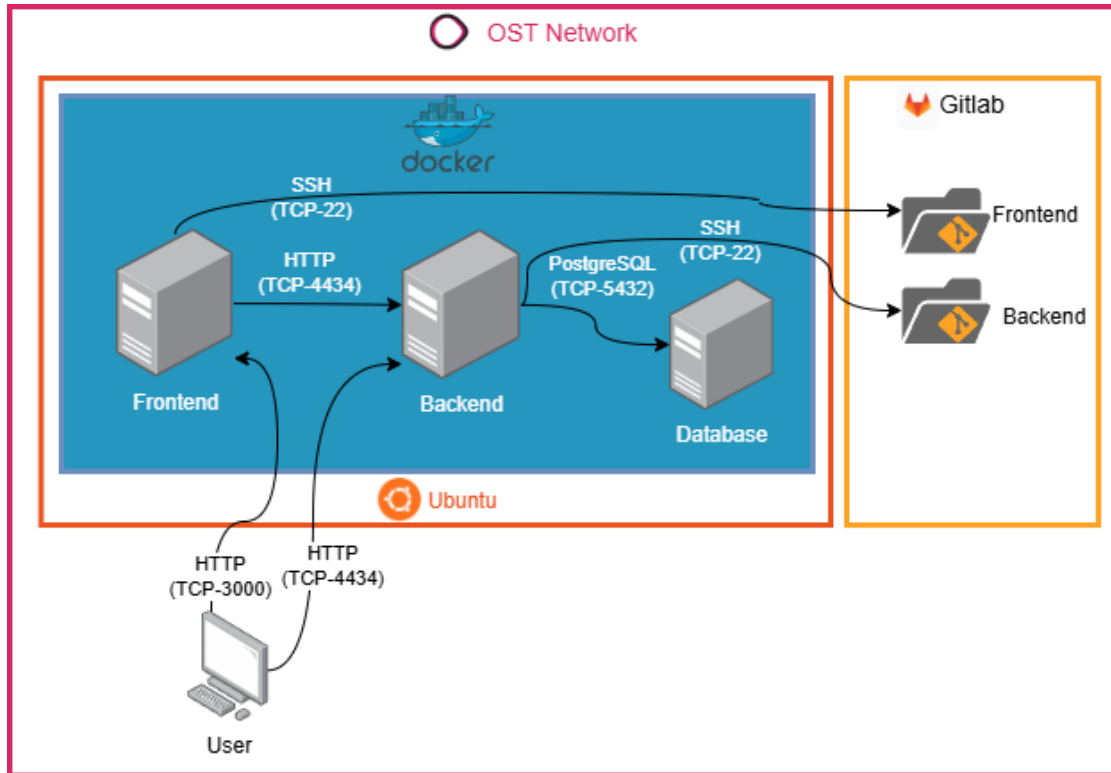 OST Network
docker
Gitlab
SSH
(TCP-22)
Frontend
SSH
(TCP-22)
HTTP
(TCP-4434)
PostgreSQL
(TCP-5432)
Backend
Frontend
Backend
Database
Ubuntu
HTTP
(TCP-3000)
HTTP
(TCP-4434)
User